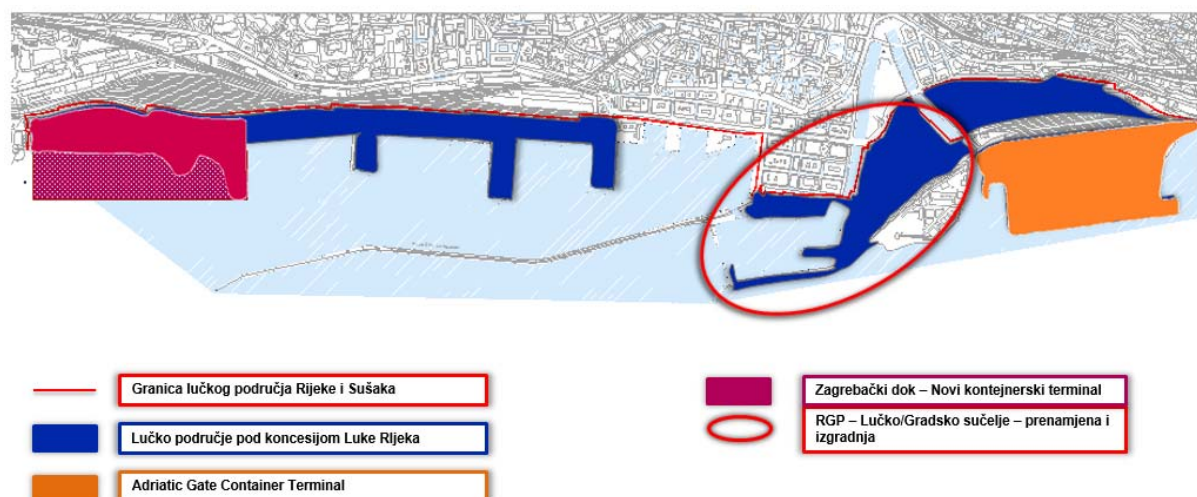 Granica lučkog područja Rijeke i Sušaka
Lučko područje pod koncesijom Luke RIjeka
Adriatic Gate Container Terminal
Zagrebački dok – Novi kontejnerski terminal
RGP – Lučko/Gradsko sučelje – prenamjena i
izgradnja